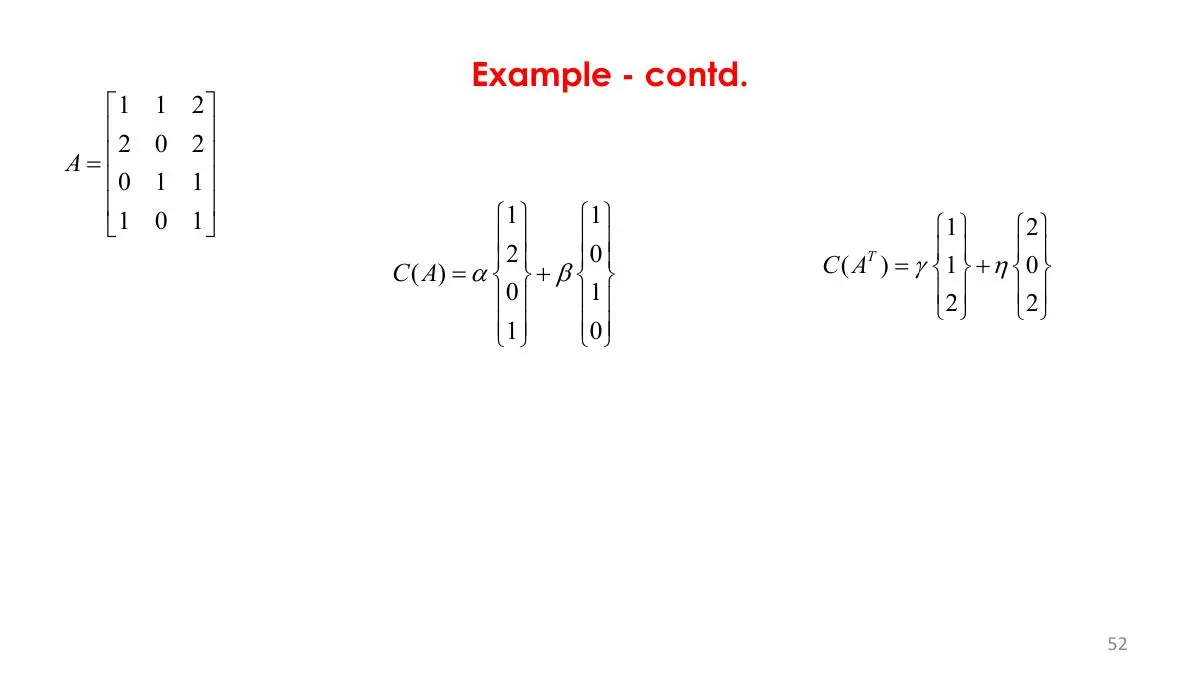 Example - contd.
A = [1 1 2
2 0 2
0 1 1
1 0 1]
C(A) = α {1 2 0 1} + β {1 0 1 0}
C(Aᵀ) = γ {1 1 2} + η {2 0 2}
52